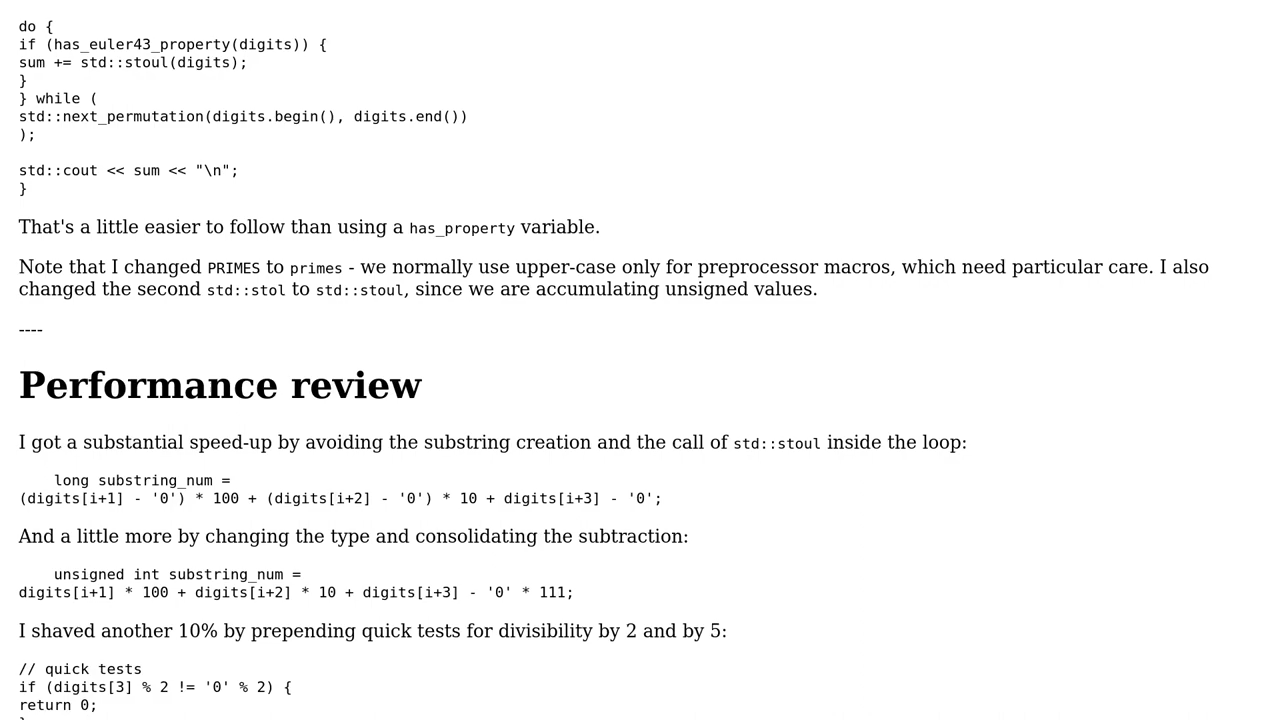 do {
if (has_euler43_property(digits)) {
sum += std::stoul(digits);
}
} while (
std::next_permutation(digits.begin(), digits.end())
);
std::cout << sum << "\n";
}
That's a little easier to follow than using a has_property variable.
Note that I changed PRIMES to primes - we normally use upper-case only for preprocessor macros, which need particular care. I also
changed the second std::stol to std::stoul, since we are accumulating unsigned values.
----
Performance review
I got a substantial speed-up by avoiding the substring creation and the call of std::stoul inside the loop:
long substring_num =
(digits[i+1] - '0') * 100 + (digits[i+2] - '0') * 10 + digits[i+3] - '0';
And a little more by changing the type and consolidating the subtraction:
unsigned int substring_num =
digits[i+1] * 100 + digits[i+2] * 10 + digits[i+3] - '0' * 111;
I shaved another 10% by prepending quick tests for divisibility by 2 and by 5:
// quick tests
if (digits[3] % 2 != '0' % 2) {
return 0;